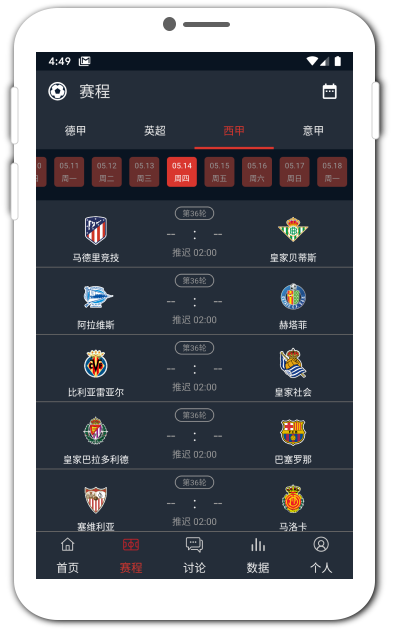 4:49
赛程
德甲 英超 西甲 意甲
05.11 05.12 05.13 05.14 05.15 05.16 05.17 05.18
周一 周二 周三 周四 周五 周六 周日 周一
第36轮
-- : --
马德里竞技 推迟 02:00 皇家贝蒂斯
第36轮
-- : --
阿拉维斯 推迟 02:00 赫塔菲
第36轮
-- : --
比利亚雷亚尔 推迟 02:00 皇家社会
第36轮
-- : --
皇家巴拉多利德 推迟 02:00 巴塞罗那
第36轮
-- : --
塞维利亚 推迟 02:00 马洛卡
首页 赛程 讨论 数据 个人